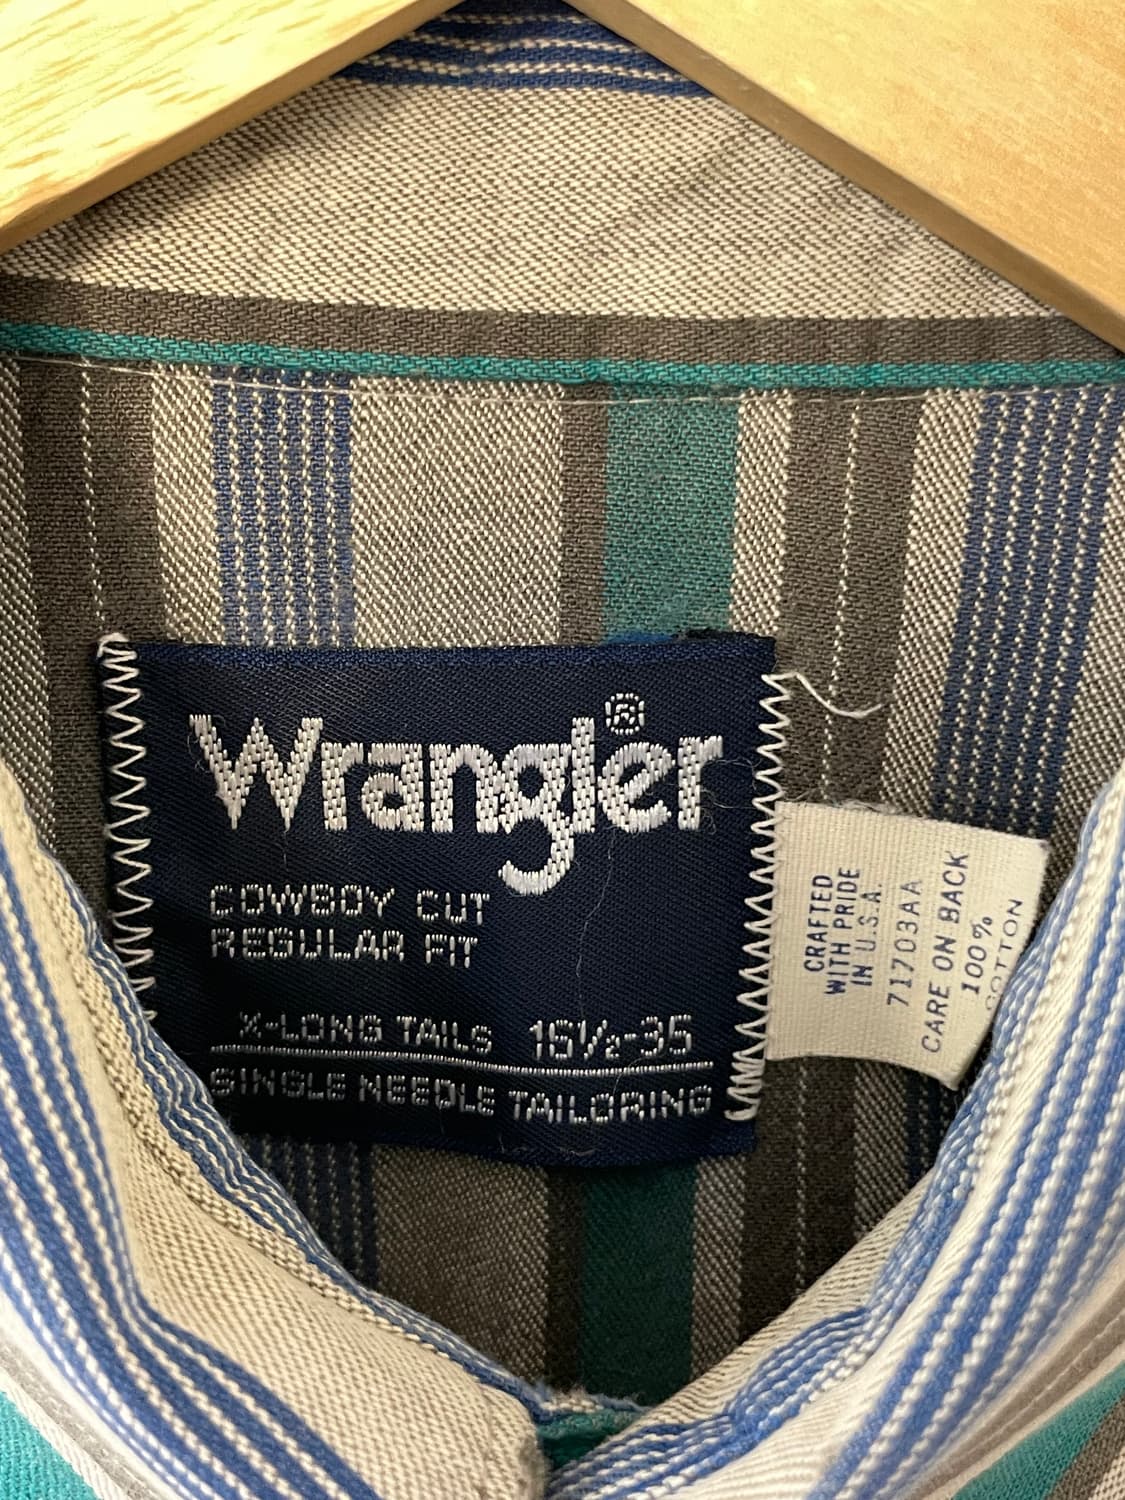 Wrangler®
COWBOY CUT
REGULAR FIT
X-LONG TAILS 16½-35
SINGLE NEEDLE TAILORING
CRAFTED
WITH PRIDE
IN U.S.A.
71703AA
CARE ON BACK
100%
COTTON